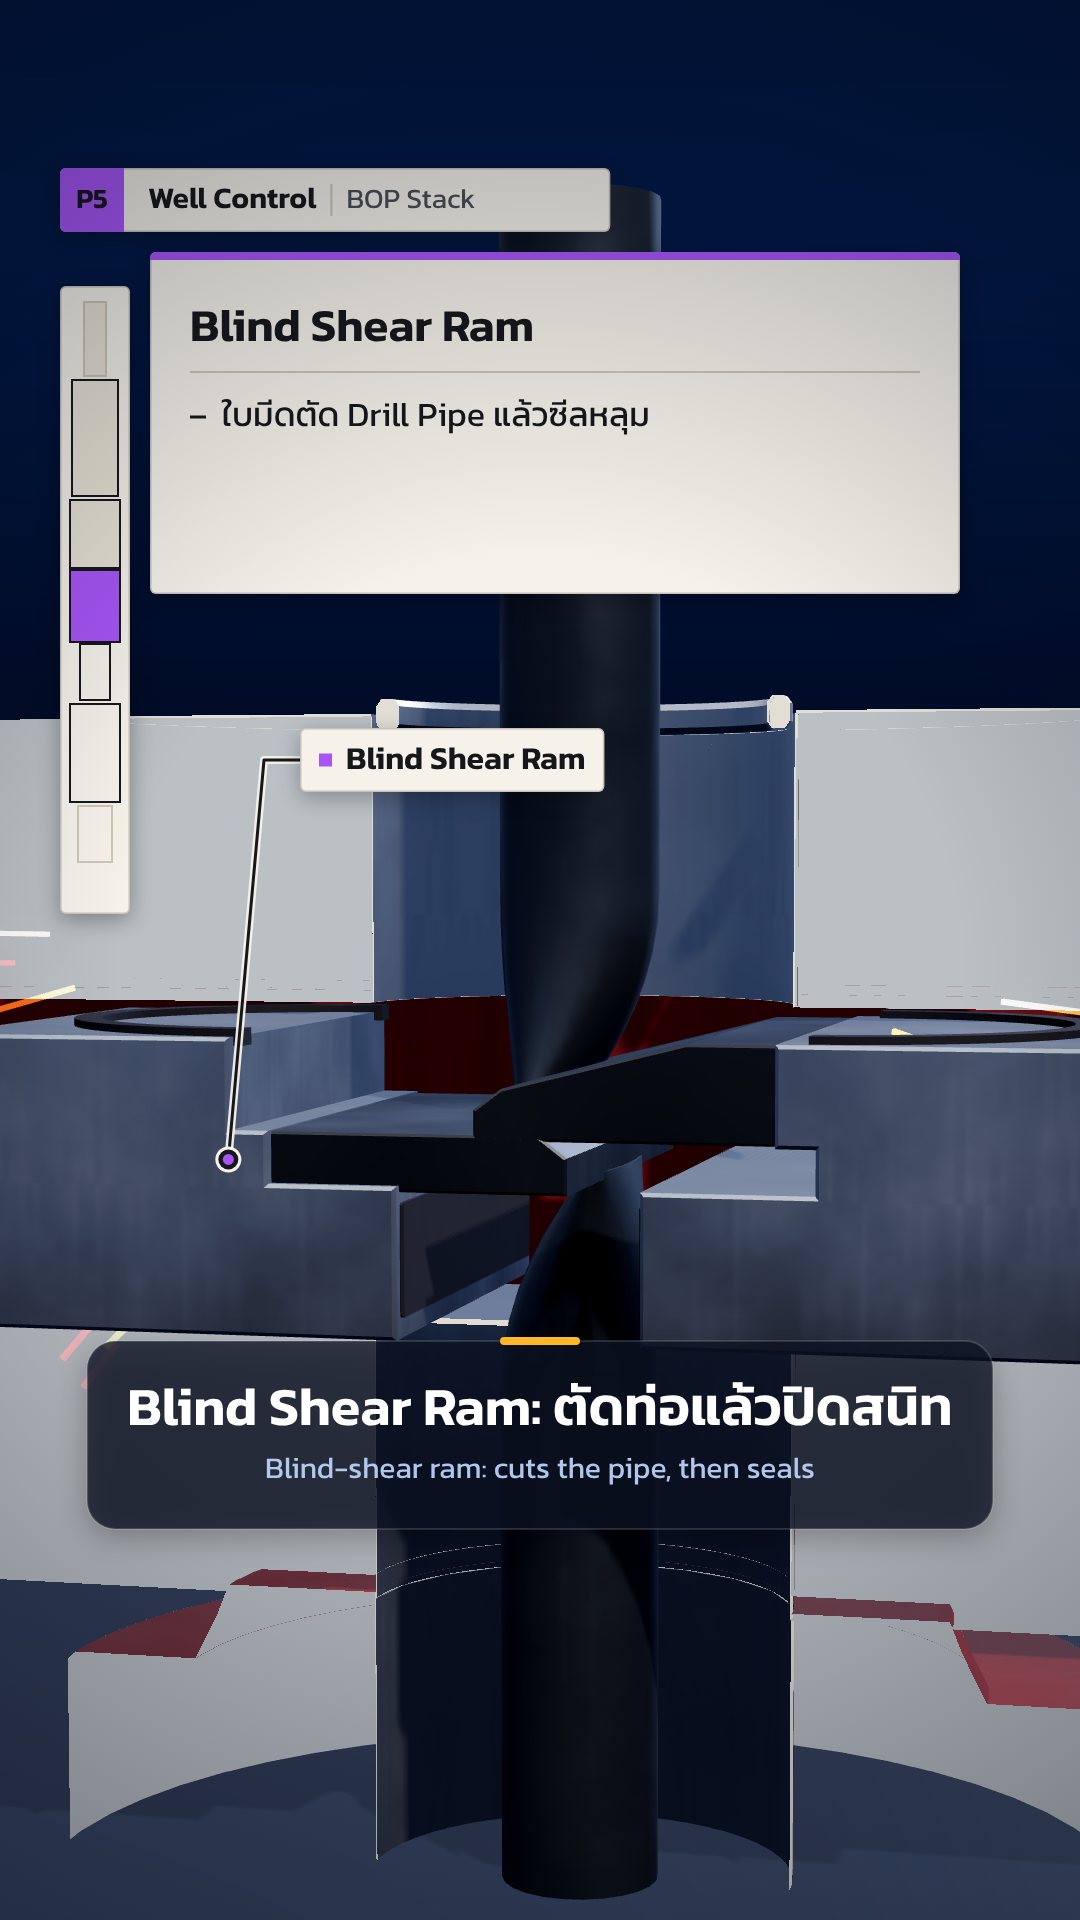 P5 Well Control | BOP Stack
Blind Shear Ram
– ใบมีดตัด Drill Pipe แล้วซีลหลุม
Blind Shear Ram
Blind Shear Ram: ตัดท่อแล้วปิดสนิท
Blind-shear ram: cuts the pipe, then seals